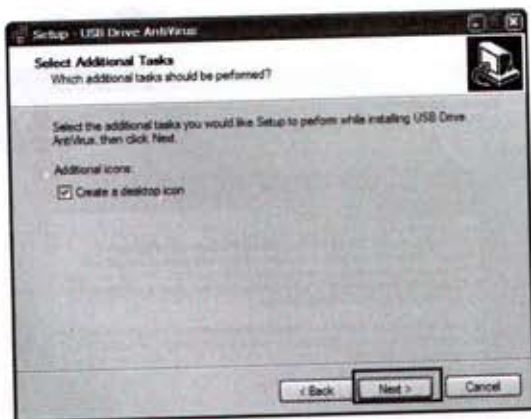 Setup - USB Drive AntiVirus
Select Additional Tasks
Which additional tasks should be performed?
Select the additional tasks you would like Setup to perform while installing USB Drive
AntiVirus, then click Next.
Additional icons:
Create a desktop icon
< Back
Next >
Cancel